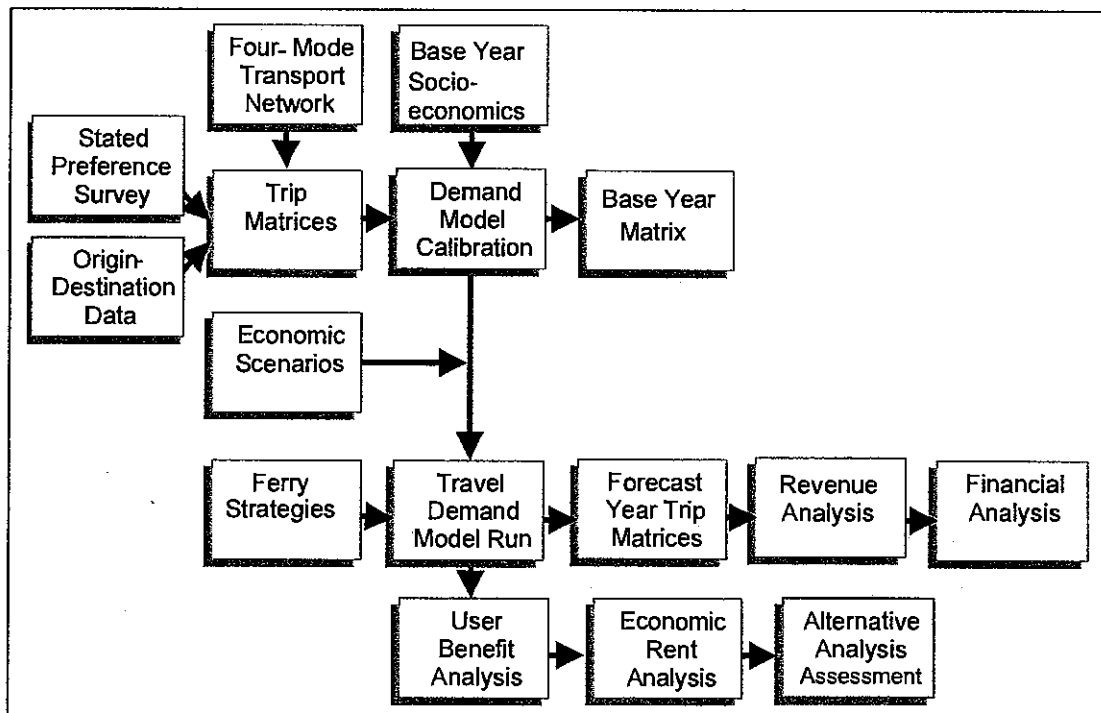 Four- Mode
Transport
Network
Base Year
Socio-
economics
Stated
Preference
Survey
Trip
Matrices
Demand
Model
Calibration
Base Year
Matrix
Origin-
Destination
Data
Economic
Scenarios
Ferry
Strategies
Travel
Demand
Model Run
Forecast
Year Trip
Matrices
Revenue
Analysis
Financial
Analysis
User
Benefit
Analysis
Economic
Rent
Analysis
Alternative
Analysis
Assessment